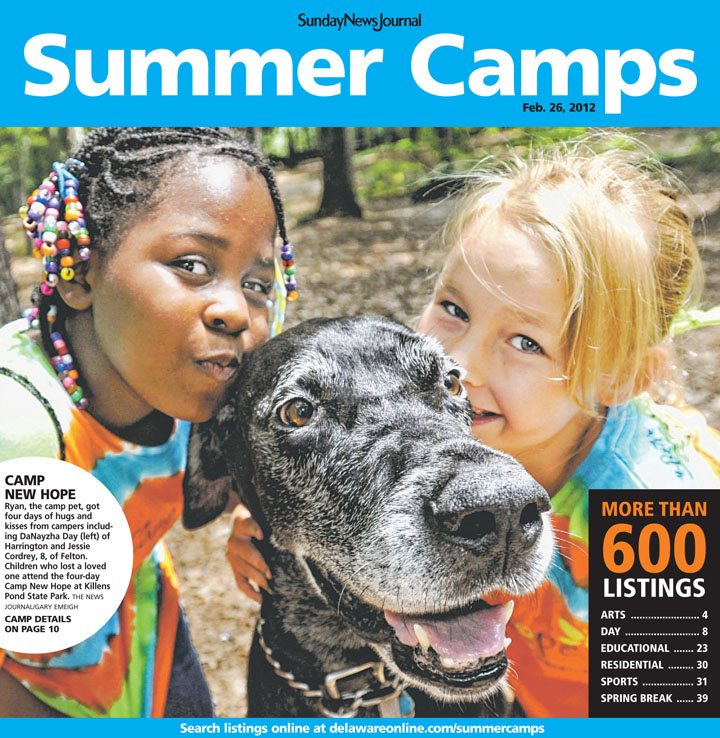 SundayNewsJournal
Summer Camps
Feb. 26, 2012
CAMP
NEW HOPE
Ryan, the camp pet, got
four days of hugs and
kisses from campers includ-
ing DaNayzha Day (left) of
Harrington and Jessie
Cordrey, 8, of Felton.
Children who lost a loved
one attend the four-day
Camp New Hope at Killens
Pond State Park. THE NEWS
JOURNAL/GARY EMEIGH
CAMP DETAILS
ON PAGE 10
MORE THAN
600
LISTINGS
ARTS ......................... 4
DAY ........................... 8
EDUCATIONAL ....... 23
RESIDENTIAL ......... 30
SPORTS ................... 31
SPRING BREAK ...... 39
Search listings online at delawareonline.com/summercamps